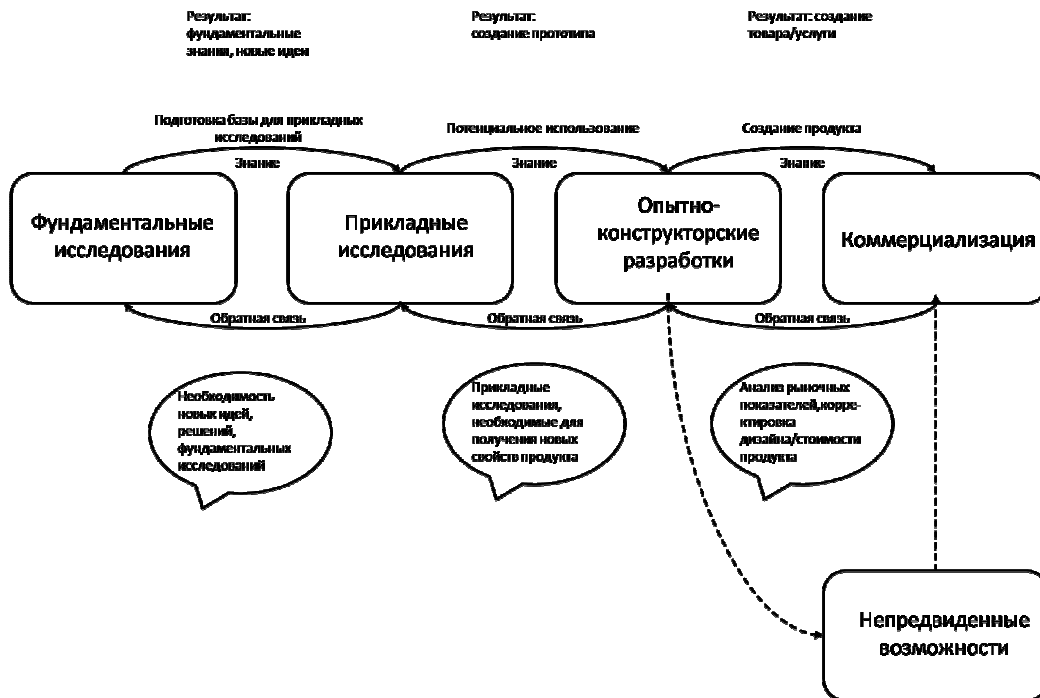 Результат:
фундаментальные
знания, новые идеи
Результат:
создание прототипа
Результат: создание
товара/услуги
Подготовка базы для прикладных
исследований
Потенциальное использование
Создание продукта
Знание
Знание
Знание
Фундаментальные
исследования
Прикладные
исследования
Опытно-
конструкторские
разработки
Коммерциализация
Обратная связь
Обратная связь
Обратная связь
Необходимость
новых идей,
решений,
фундаментальных
исследований
Прикладные
исследования,
необходимые для
получения новых
свойств продукта
Анализ рыночных
показателей,корре-
ктировка
дизайна/стоимости
продукта
Непредвиденные
возможности